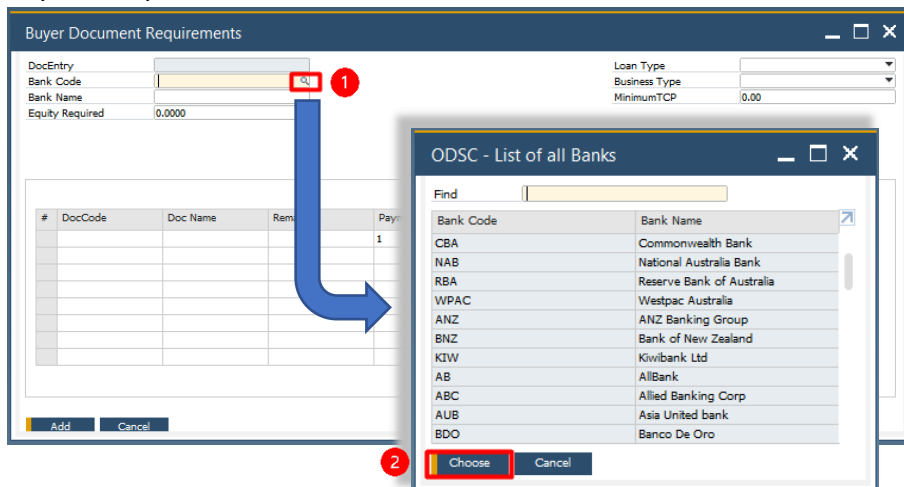 Buyer Document Requirements
DocEntry
Loan Type
Bank Code
1
Business Type
Bank Name
MinimumTCP 0.00
Equity Required 0.0000
ODSC - List of all Banks
Find
# DocCode Doc Name
1
Bank Code Bank Name
CBA Commonwealth Bank
NAB National Australia Bank
RBA Reserve Bank of Australia
WPAC Westpac Australia
ANZ ANZ Banking Group
BNZ Bank of New Zealand
KIW Kiwibank Ltd
AB AllBank
ABC Allied Banking Corp
AUB Asia United bank
BDO Banco De Oro
Add Cancel
2 Choose Cancel